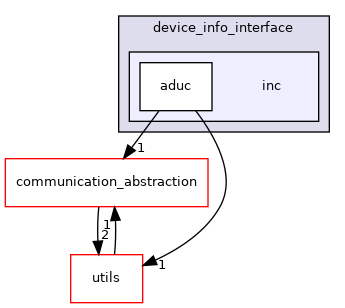 device_info_interface
aduc
inc
1
communication_abstraction
1
2
1
utils